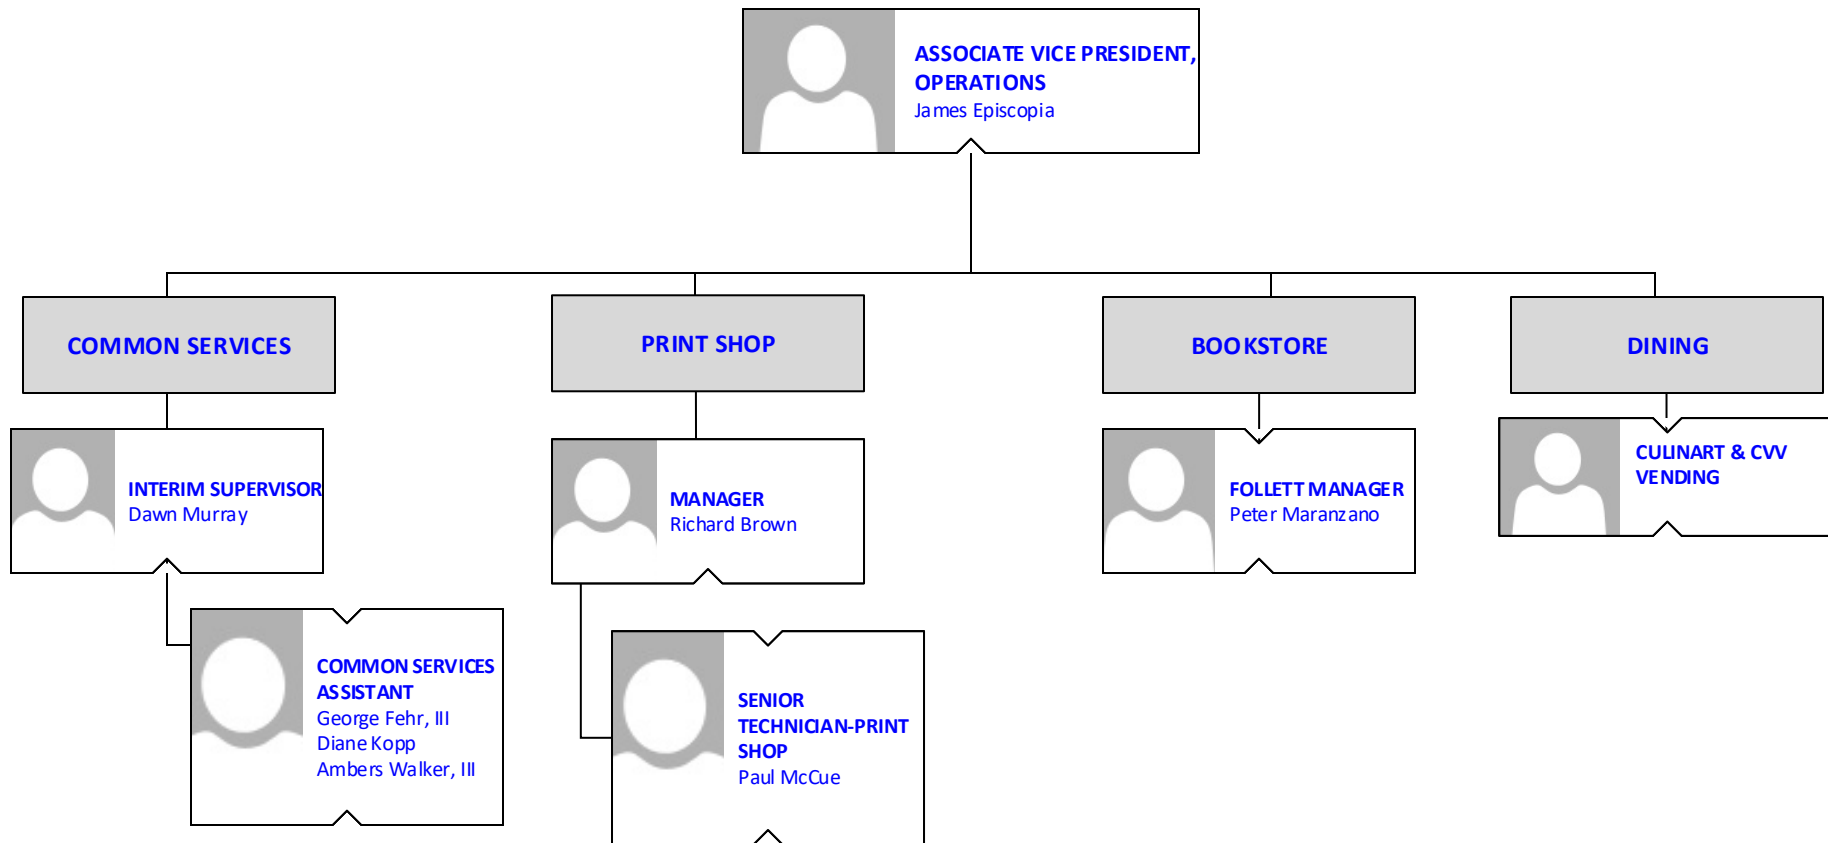 ASSOCIATE VICE PRESIDENT,
OPERATIONS
James Episcopia
COMMON SERVICES
PRINT SHOP
BOOKSTORE
DINING
INTERIM SUPERVISOR
Dawn Murray
MANAGER
Richard Brown
FOLLETT MANAGER
Peter Maranzano
CULINART & CVV
VENDING
COMMON SERVICES
ASSISTANT
George Fehr, III
Diane Kopp
Ambers Walker, III
SENIOR
TECHNICIAN-PRINT
SHOP
Paul McCue